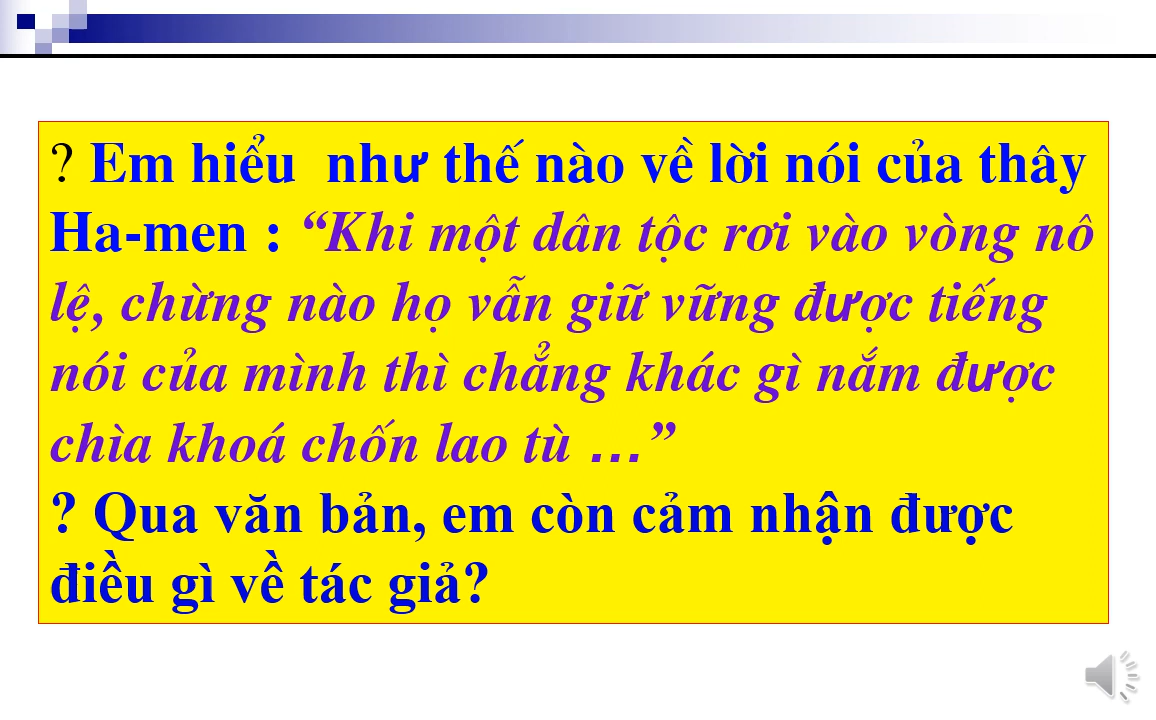 ? Em hiểu như thế nào về lời nói của thây
Ha-men : “Khi một dân tộc rơi vào vòng nô
lệ, chừng nào họ vẫn giữ vững được tiếng
nói của mình thì chẳng khác gì nắm được
chìa khoá chốn lao tù …”
? Qua văn bản, em còn cảm nhận được
điều gì về tác giả?